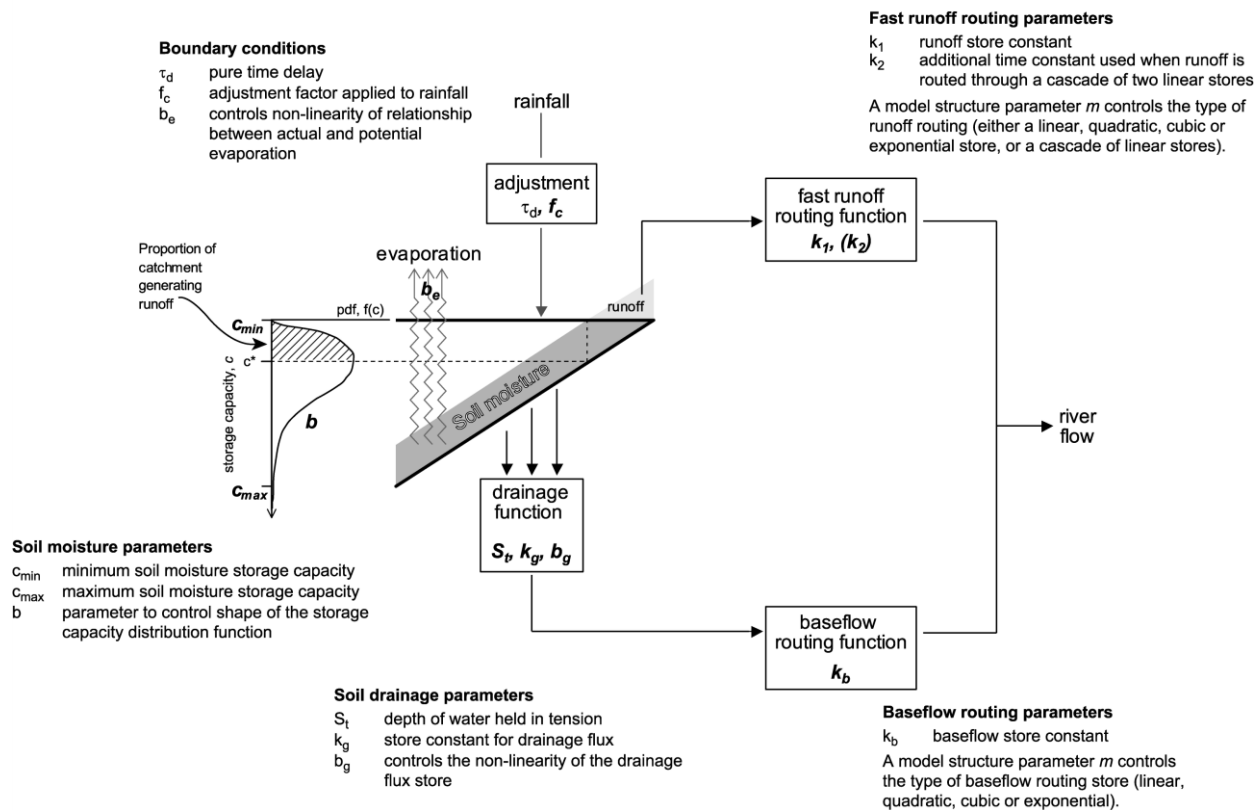 Boundary conditions
τd pure time delay
fc adjustment factor applied to rainfall
be controls non-linearity of relationship
between actual and potential
evaporation
Fast runoff routing parameters
k1 runoff store constant
k2 additional time constant used when runoff is
routed through a cascade of two linear stores
A model structure parameter m controls the type of
runoff routing (either a linear, quadratic, cubic or
exponential store, or a cascade of linear stores).
rainfall
adjustment
τd, fc
fast runoff
routing function
k1, (k2)
evaporation
be
Proportion of
catchment
generating
runoff
pdf, f(c)
runoff
cmin
c*
storage capacity, c
b
cmax
Soil moisture
river
flow
drainage
function
St, kg, bg
Soil moisture parameters
cmin minimum soil moisture storage capacity
cmax maximum soil moisture storage capacity
b parameter to control shape of the storage
capacity distribution function
baseflow
routing function
kb
Soil drainage parameters
St depth of water held in tension
kg store constant for drainage flux
bg controls the non-linearity of the drainage
flux store
Baseflow routing parameters
kb baseflow store constant
A model structure parameter m controls
the type of baseflow routing store (linear,
quadratic, cubic or exponential).